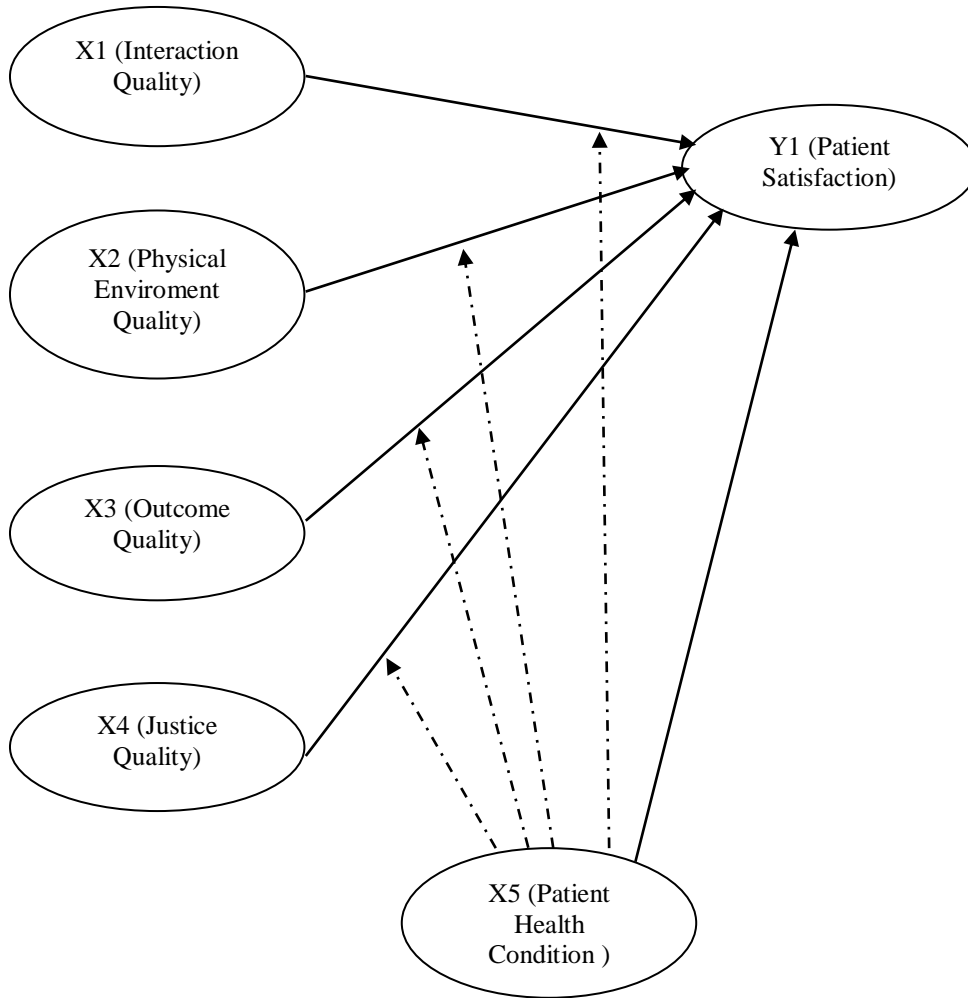 X1 (Interaction
Quality)
Y1 (Patient
Satisfaction)
X2 (Physical
Enviroment
Quality)
X3 (Outcome
Quality)
X4 (Justice
Quality)
X5 (Patient
Health
Condition )